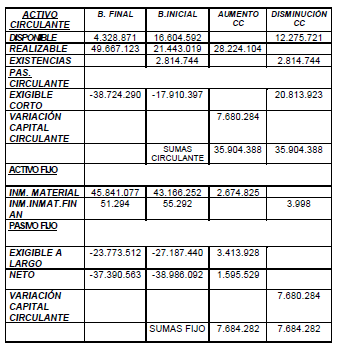 ACTIVO CIRCULANTE B. FINAL B.INICIAL AUMENTO CC DISMINUCIÓN CC
DISPONIBLE 4.328.871 16.604.592 12.275.721
REALIZABLE 49.667.123 21.443.019 28.224.104
EXISTENCIAS 2.814.744 2.814.744
PAS. CIRCULANTE
EXIGIBLE CORTO -38.724.290 -17.910.397 20.813.923
VARIACIÓN CAPITAL CIRCULANTE 7.680.284
SUMAS CIRCULANTE 35.904.388 35.904.388
ACTIVO FIJO
INM. MATERIAL 45.841.077 43.166.252 2.674.825
INM.INMAT.FIN AN 51.294 55.292 3.998
PASIVO FIJO
EXIGIBLE A LARGO -23.773.512 -27.187.440 3.413.928
NETO -37.390.563 -38.986.092 1.595.529
VARIACIÓN CAPITAL CIRCULANTE 7.680.284
SUMAS FIJO 7.684.282 7.684.282